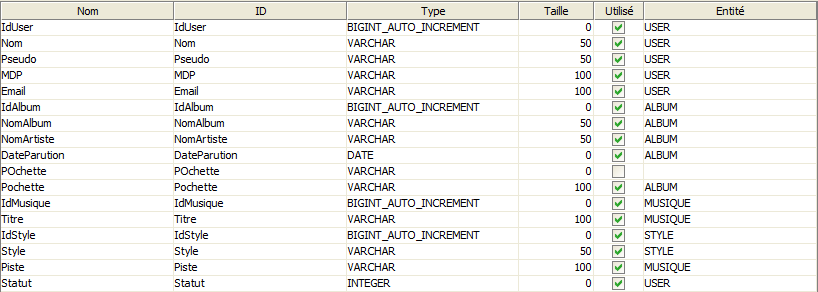 Nom ID Type Taille Utilisé Entité
IdUser IdUser BIGINT_AUTO_INCREMENT 0 USER
Nom Nom VARCHAR 50 USER
Pseudo Pseudo VARCHAR 50 USER
MDP MDP VARCHAR 100 USER
Email Email VARCHAR 100 USER
IdAlbum IdAlbum BIGINT_AUTO_INCREMENT 0 ALBUM
NomAlbum NomAlbum VARCHAR 50 ALBUM
NomArtiste NomArtiste VARCHAR 50 ALBUM
DateParution DateParution DATE 0 ALBUM
POchette POchette VARCHAR 0
Pochette Pochette VARCHAR 100 ALBUM
IdMusique IdMusique BIGINT_AUTO_INCREMENT 0 MUSIQUE
Titre Titre VARCHAR 100 MUSIQUE
IdStyle IdStyle BIGINT_AUTO_INCREMENT 0 STYLE
Style Style VARCHAR 50 STYLE
Piste Piste VARCHAR 100 MUSIQUE
Statut Statut INTEGER 0 USER